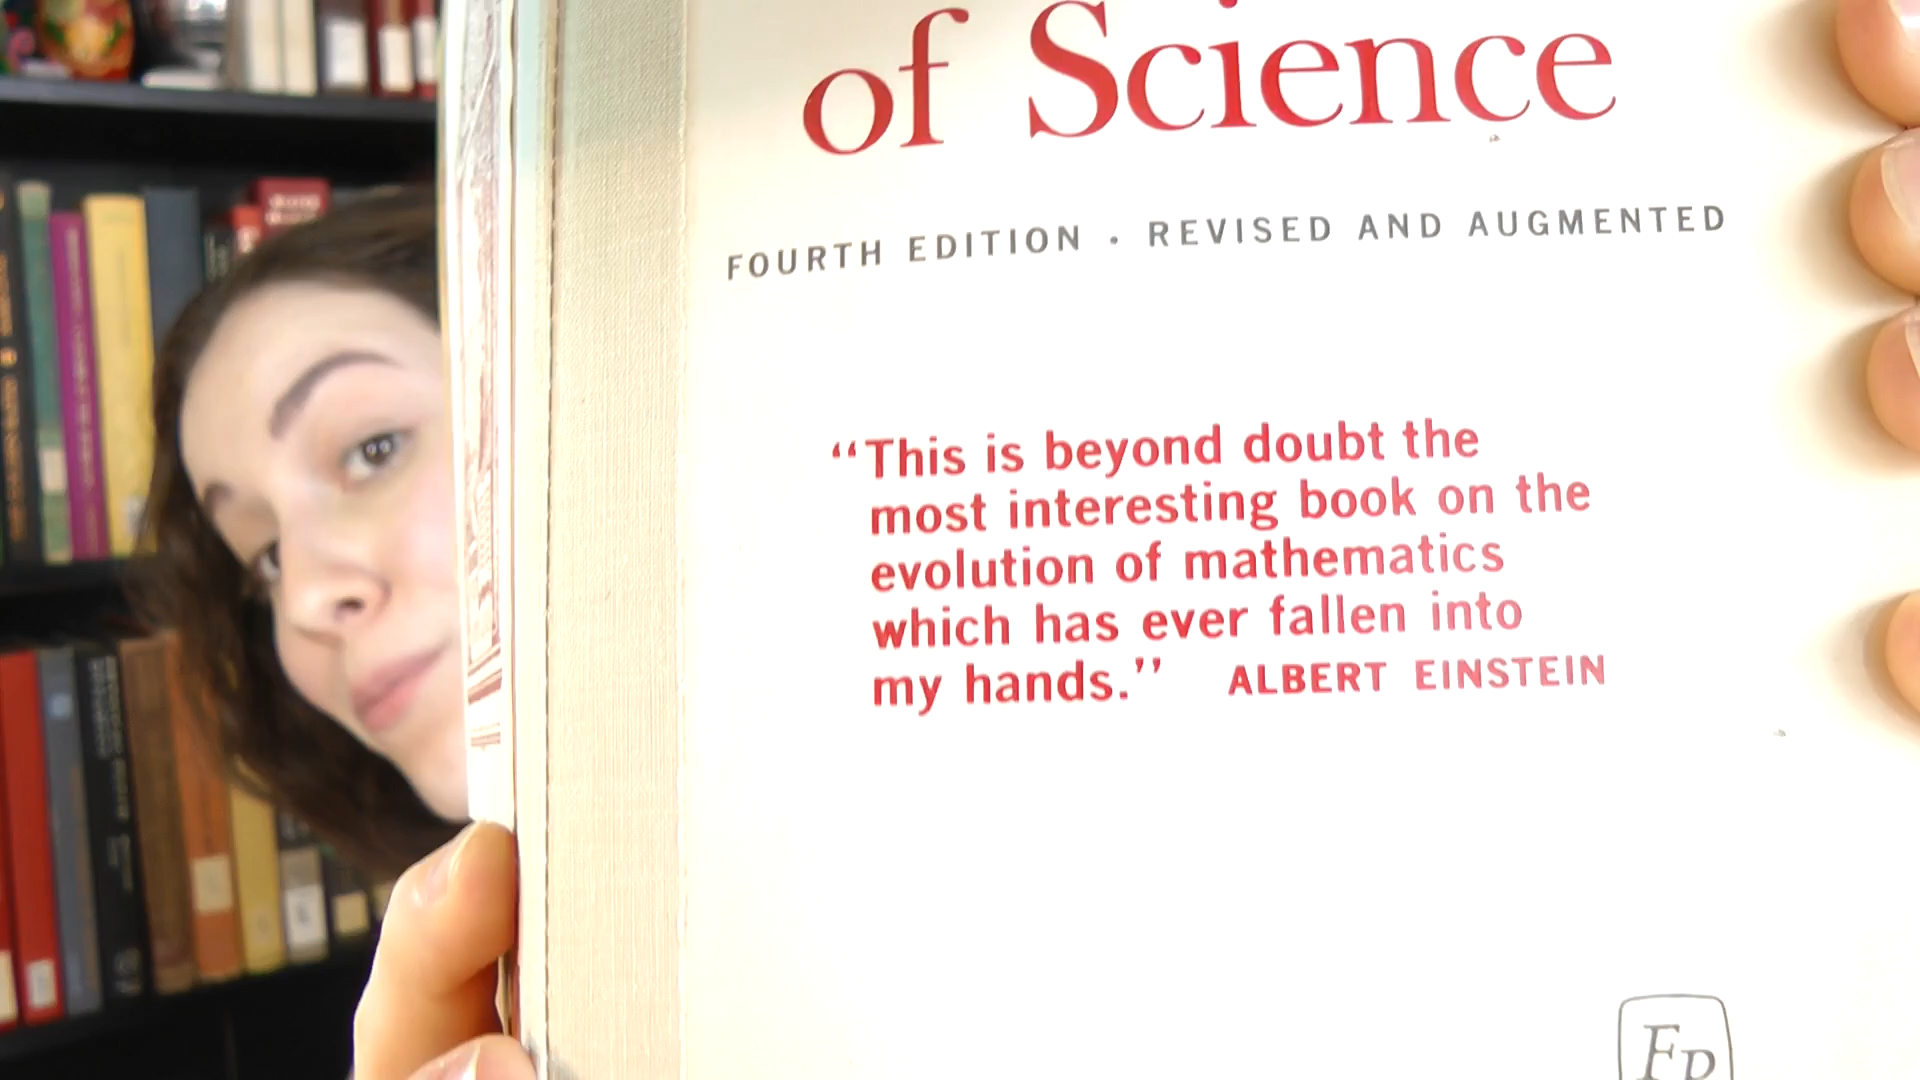 of Science
FOURTH EDITION · REVISED AND AUGMENTED
“This is beyond doubt the
most interesting book on the
evolution of mathematics
which has ever fallen into
my hands.” ALBERT EINSTEIN
FP